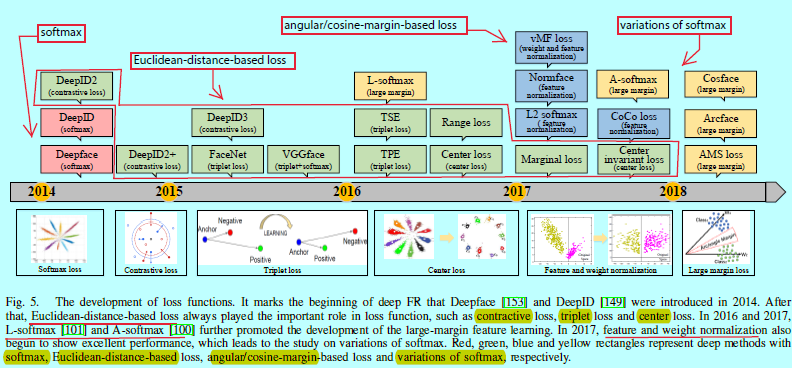 angular/cosine-margin-based loss
softmax
variations of softmax
Euclidean-distance-based loss
vMF loss
(weight and feature
normalization)
DeepID2
(contrastive loss)
L-softmax
(large margin)
Normface
(feature
normalization)
A-softmax
(large margin)
Cosface
(large margin)
DeepID
(softmax)
DeepID3
(contrastive loss)
TSE
(triplet loss)
Range loss
L2 softmax
(feature
normalization)
CoCo loss
(feature
normalization)
Arcface
(large margin)
Deepface
(softmax)
DeepID2+
(contrastive loss)
FaceNet
(triplet loss)
VGGface
(triplet+softmax)
TPE
(triplet loss)
Center loss
(center loss)
Marginal loss
Center
invariant loss
(center loss)
AMS loss
(large margin)
2014 2015 2016 2017 2018
Softmax loss
Contrastive loss
Negative
Anchor
Positive
LEARNING
Negative
Anchor
Positive
Triplet loss
Center loss
Feature and weight normalization
Large margin loss
Fig. 5. The development of loss functions. It marks the beginning of deep FR that Deepface [153] and DeepID [149] were introduced in 2014. After
that, Euclidean-distance-based loss always played the important role in loss function, such as contractive loss, triplet loss and center loss. In 2016 and 2017,
L-softmax [101] and A-softmax [100] further promoted the development of the large-margin feature learning. In 2017, feature and weight normalization also
begun to show excellent performance, which leads to the study on variations of softmax. Red, green, blue and yellow rectangles represent deep methods with
softmax, Euclidean-distance-based loss, angular/cosine-margin-based loss and variations of softmax, respectively.